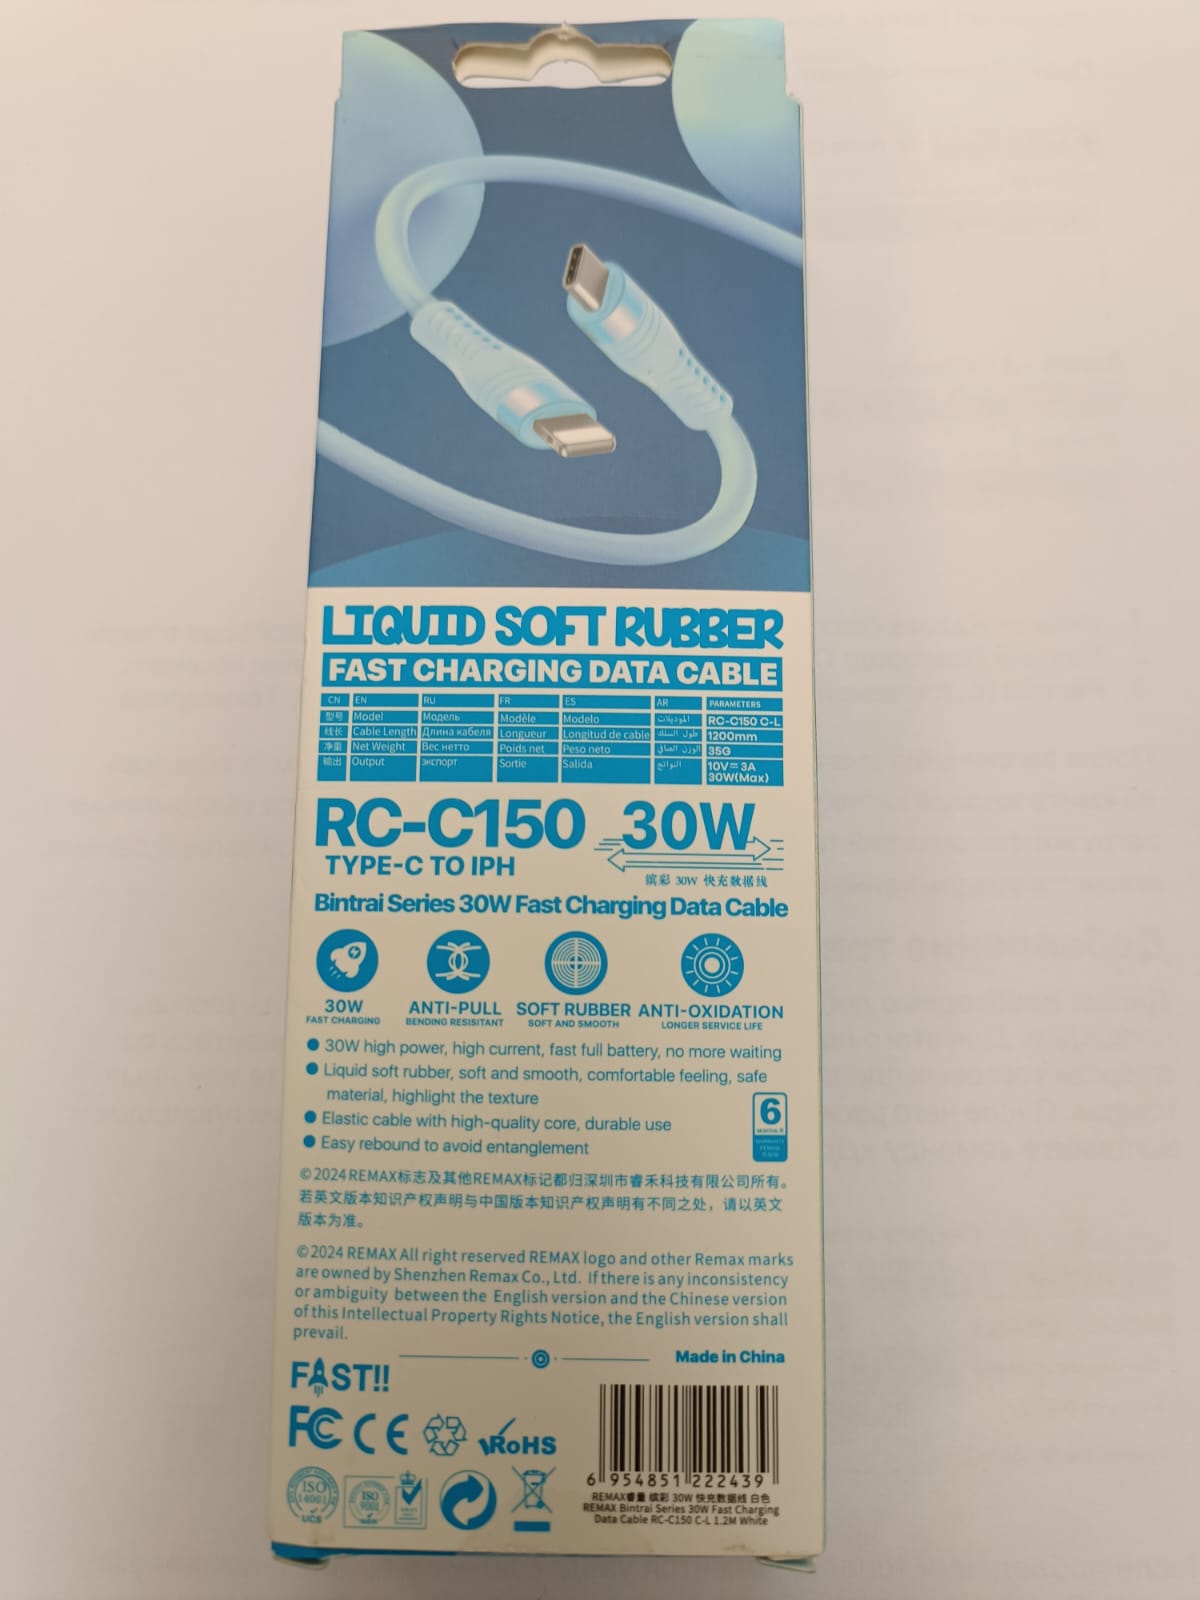 LIQUID SOFT RUBBER
FAST CHARGING DATA CABLE
CN EN RU FR ES AR PARAMETERS
型号 Model Модель Modèle Modelo الموديلات RC-C150 C-L
线长 Cable Length Длина кабеля Longueur Longitud de cable طول السلك 1200mm
净重 Net Weight Вес нетто Poids net Peso neto الوزن الصافي 35G
输出 Output экспорт Sortie Salida النواتج 10V⎓3A
30W(Max)
RC-C150 30W
TYPE-C TO IPH
缤彩 30W 快充数据线
Bintrai Series 30W Fast Charging Data Cable
30W ANTI-PULL SOFT RUBBER ANTI-OXIDATION
FAST CHARGING BENDING RESISITANT SOFT AND SMOOTH LONGER SERVICE LIFE
● 30W high power, high current, fast full battery, no more waiting
● Liquid soft rubber, soft and smooth, comfortable feeling, safe
material, highlight the texture
● Elastic cable with high-quality core, durable use
● Easy rebound to avoid entanglement
6
WARRANTY
PERIOD
©2024 REMAX标志及其他REMAX标记都归深圳市睿禾科技有限公司所有。
若英文版本知识产权声明与中国版本知识产权声明有不同之处，请以英文
版本为准。
©2024 REMAX All right reserved REMAX logo and other Remax marks
are owned by Shenzhen Remax Co., Ltd. If there is any inconsistency
or ambiguity between the English version and the Chinese version
of this Intellectual Property Rights Notice, the English version shall
prevail.
Made in China
FAST!!
FC CE RoHS
ISO
14001
UCS
ISO
9001
6 954851 222439
REMAX睿量 缤彩 30W 快充数据线 白色
REMAX Bintrai Series 30W Fast Charging
Data Cable RC-C150 C-L 1.2M White